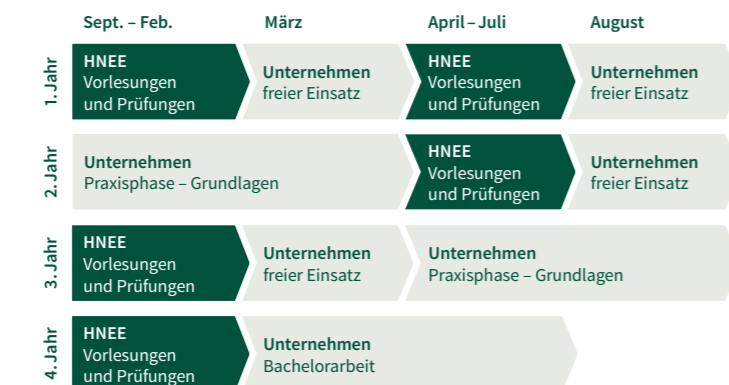 Sept. – Feb.
März
April – Juli
August
1. Jahr
HNEE
Vorlesungen
und Prüfungen
Unternehmen
freier Einsatz
HNEE
Vorlesungen
und Prüfungen
Unternehmen
freier Einsatz
2. Jahr
Unternehmen
Praxisphase – Grundlagen
HNEE
Vorlesungen
und Prüfungen
Unternehmen
freier Einsatz
3. Jahr
HNEE
Vorlesungen
und Prüfungen
Unternehmen
freier Einsatz
Unternehmen
Praxisphase – Grundlagen
4. Jahr
HNEE
Vorlesungen
und Prüfungen
Unternehmen
Bachelorarbeit